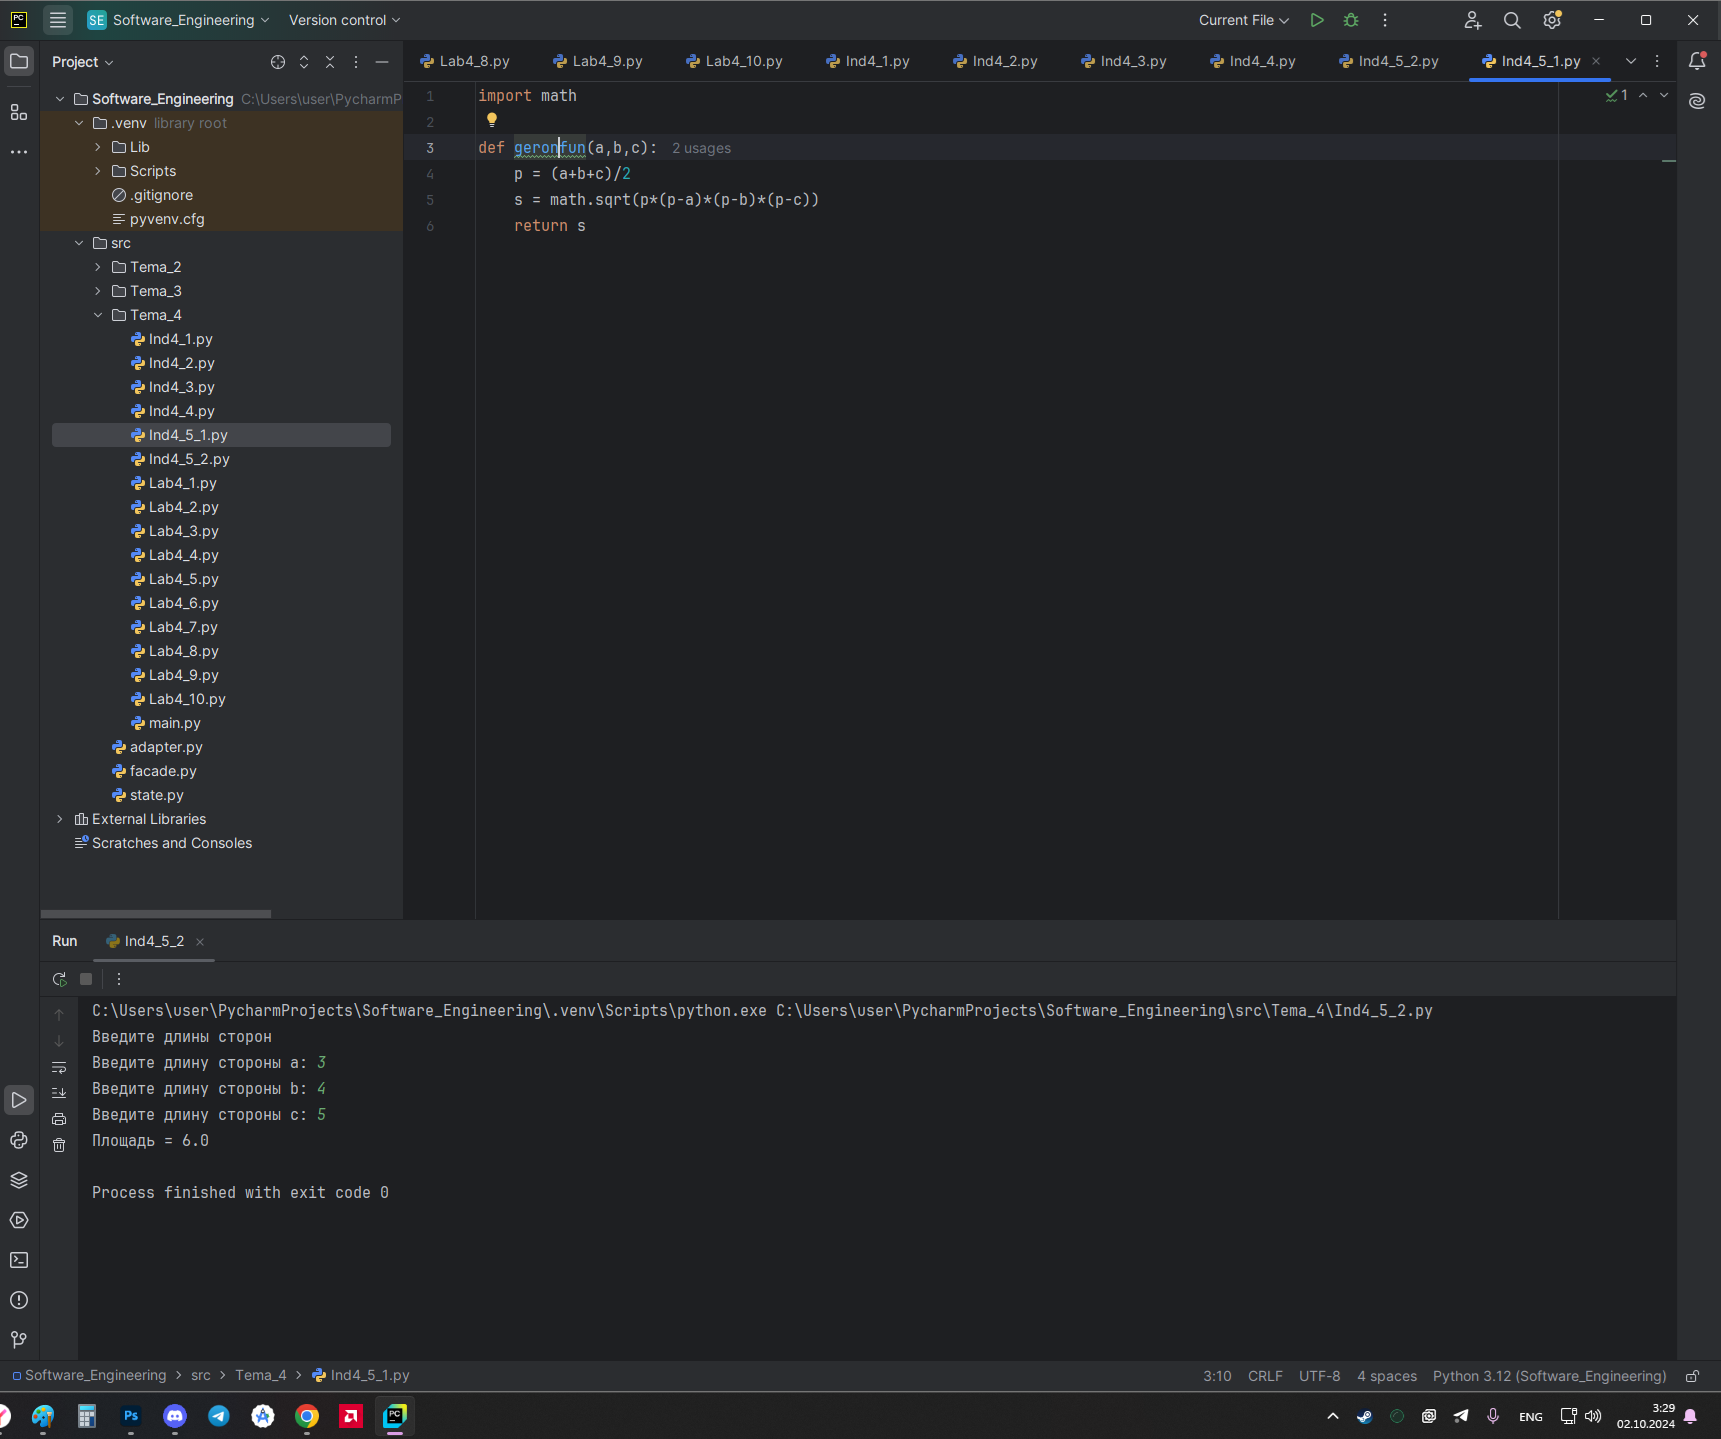 PC
SE Software_Engineering
Version control
Current File
Project
Lab4_8.py
Lab4_9.py
Lab4_10.py
Ind4_1.py
Ind4_2.py
Ind4_3.py
Ind4_4.py
Ind4_5_2.py
Ind4_5_1.py
Software_Engineering C:\Users\user\PycharmP
.venv library root
Lib
Scripts
.gitignore
pyvenv.cfg
src
Tema_2
Tema_3
Tema_4
Ind4_1.py
Ind4_2.py
Ind4_3.py
Ind4_4.py
Ind4_5_1.py
Ind4_5_2.py
Lab4_1.py
Lab4_2.py
Lab4_3.py
Lab4_4.py
Lab4_5.py
Lab4_6.py
Lab4_7.py
Lab4_8.py
Lab4_9.py
Lab4_10.py
main.py
adapter.py
facade.py
state.py
External Libraries
Scratches and Consoles
1 import math
2
3 def geronfun(a,b,c): 2 usages
4 p = (a+b+c)/2
5 s = math.sqrt(p*(p-a)*(p-b)*(p-c))
6 return s
1
Run
Ind4_5_2
C:\Users\user\PycharmProjects\Software_Engineering\.venv\Scripts\python.exe C:\Users\user\PycharmProjects\Software_Engineering\src\Tema_4\Ind4_5_2.py
Введите длины сторон
Введите длину стороны a: 3
Введите длину стороны b: 4
Введите длину стороны c: 5
Площадь = 6.0
Process finished with exit code 0
Software_Engineering > src > Tema_4 > Ind4_5_1.py
3:10 CRLF UTF-8 4 spaces Python 3.12 (Software_Engineering)
Ps
PC
ENG
3:29
02.10.2024